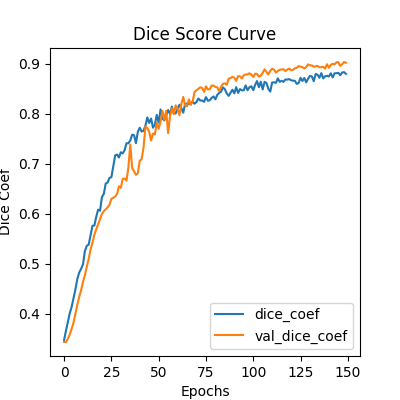 Dice Score Curve
Dice Coef
0.9
0.8
0.7
0.6
0.5
0.4
0 25 50 75 100 125 150
Epochs
dice_coef
val_dice_coef